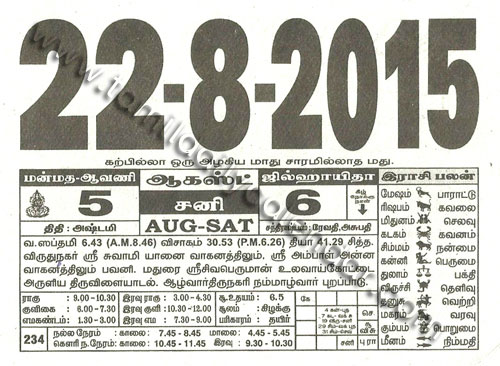 22-8-2015
கற்பில்லா ஒரு அழகிய மாது சாரமில்லாத மது.
மன்மத-ஆவணி ஆகஸ்ட் ஜில்ஹாயிதா இராசி பலன்
5 சனி 6 கீழ் நோக்கு நாள்
திதி : அஷ்டமி AUG-SAT சந்திராஷ்டமம்: ரேவதி, அசுபதி
வ.ஸப்தமி 6.43 (A.M.8.46) விசாகம் 30.53 (P.M.6.26) தியா 41.29 சித்த.
விருதுநகர் ஸ்ரீ சுவாமி யானை வாகனத்திலும், ஸ்ரீ அம்பாள் அன்ன
வாகனத்திலும் பவனி. மதுரை ஸ்ரீசிவபெருமான் உலவாய்கோட்டை
அருளிய திருவிளையாடல். ஆழ்வார்திருநகரி நம்மாழ்வார் புறப்பாடு.
மேஷம் பாராட்டு
ரிஷபம் கவலை
மிதுனம் செலவு
கடகம் கவனம்
சிம்மம் நன்மை
கன்னி பெருமை
துலாம் பக்தி
விருச்சி தெளிவு
தனுசு வெற்றி
மகரம் வரவு
கும்பம் பொறுமை
மீனம் நிம்மதி
ராகு : 9.00 - 10.30 இரவு ராகு : 3.00 - 4.30 சூ.உதயம் : 6.5 கே
குளிகை : 6.00 - 7.30 இரவு குளி : 10.30 - 11.45 சூலம் : கிழக்கு
எமகண்டம் : 1.30 - 3.00 இரவு எம : 7.30 - 9.00 பரிகாரம் : தயிர்
234 நல்ல நேரம் : காலை : 7.45 - 8.45 மாலை : 4.45 - 5.45
கெளரி ந.நேரம்: காலை : 10.45 - 11.45 இரவு : 9.30 - 10.30
செ
சூ
சனி
பு ரா
www.tamildailycalendar.com